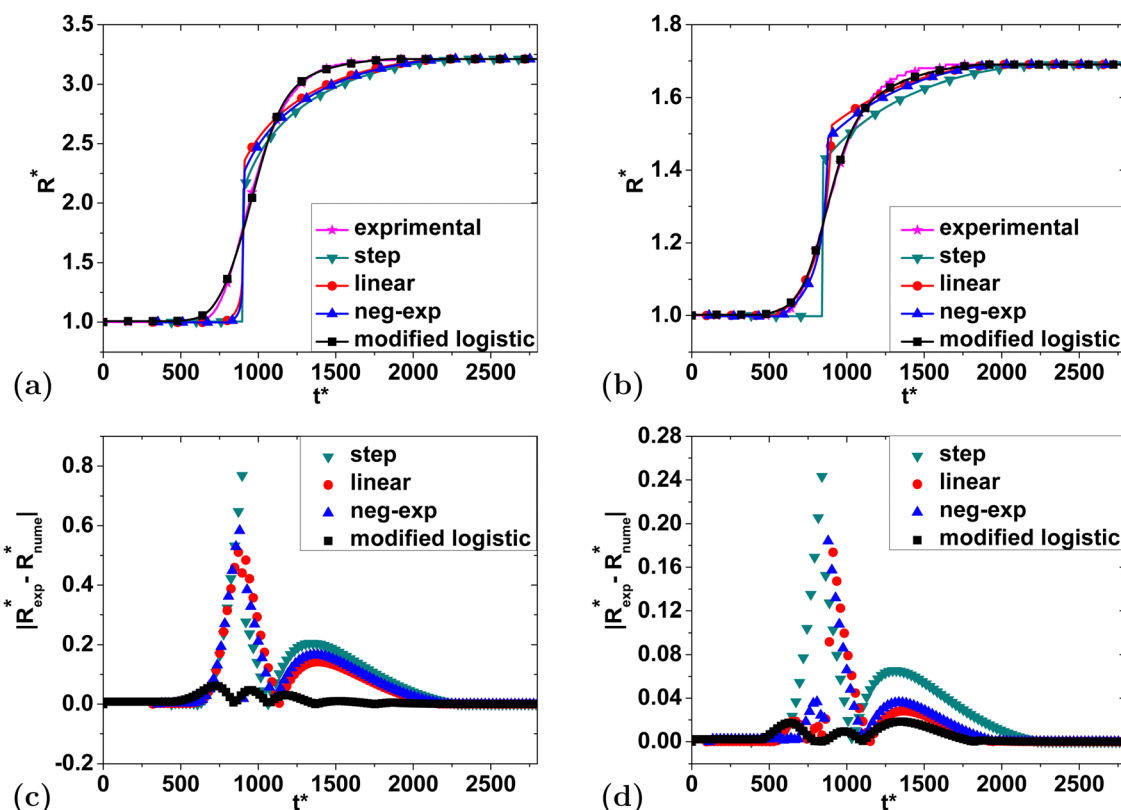 3.5
3.0
2.5
2.0
1.5
1.0
R*
exprimental
step
linear
neg-exp
modified logistic
0 500 1000 1500 2000 2500
t*
(a)
1.8
1.6
1.4
1.2
1.0
R*
experimental
step
linear
neg-exp
modified logistic
0 500 1000 1500 2000 2500
t*
(b)
0.8
0.6
0.4
0.2
0.0
-0.2
|R*exp - R*nume|
step
linear
neg-exp
modified logistic
0 500 1000 1500 2000 2500
t*
(c)
0.28
0.24
0.20
0.16
0.12
0.08
0.04
0.00
|R*exp - R*nume|
step
linear
neg-exp
modified logistic
0 500 1000 1500 2000 2500
t*
(d)